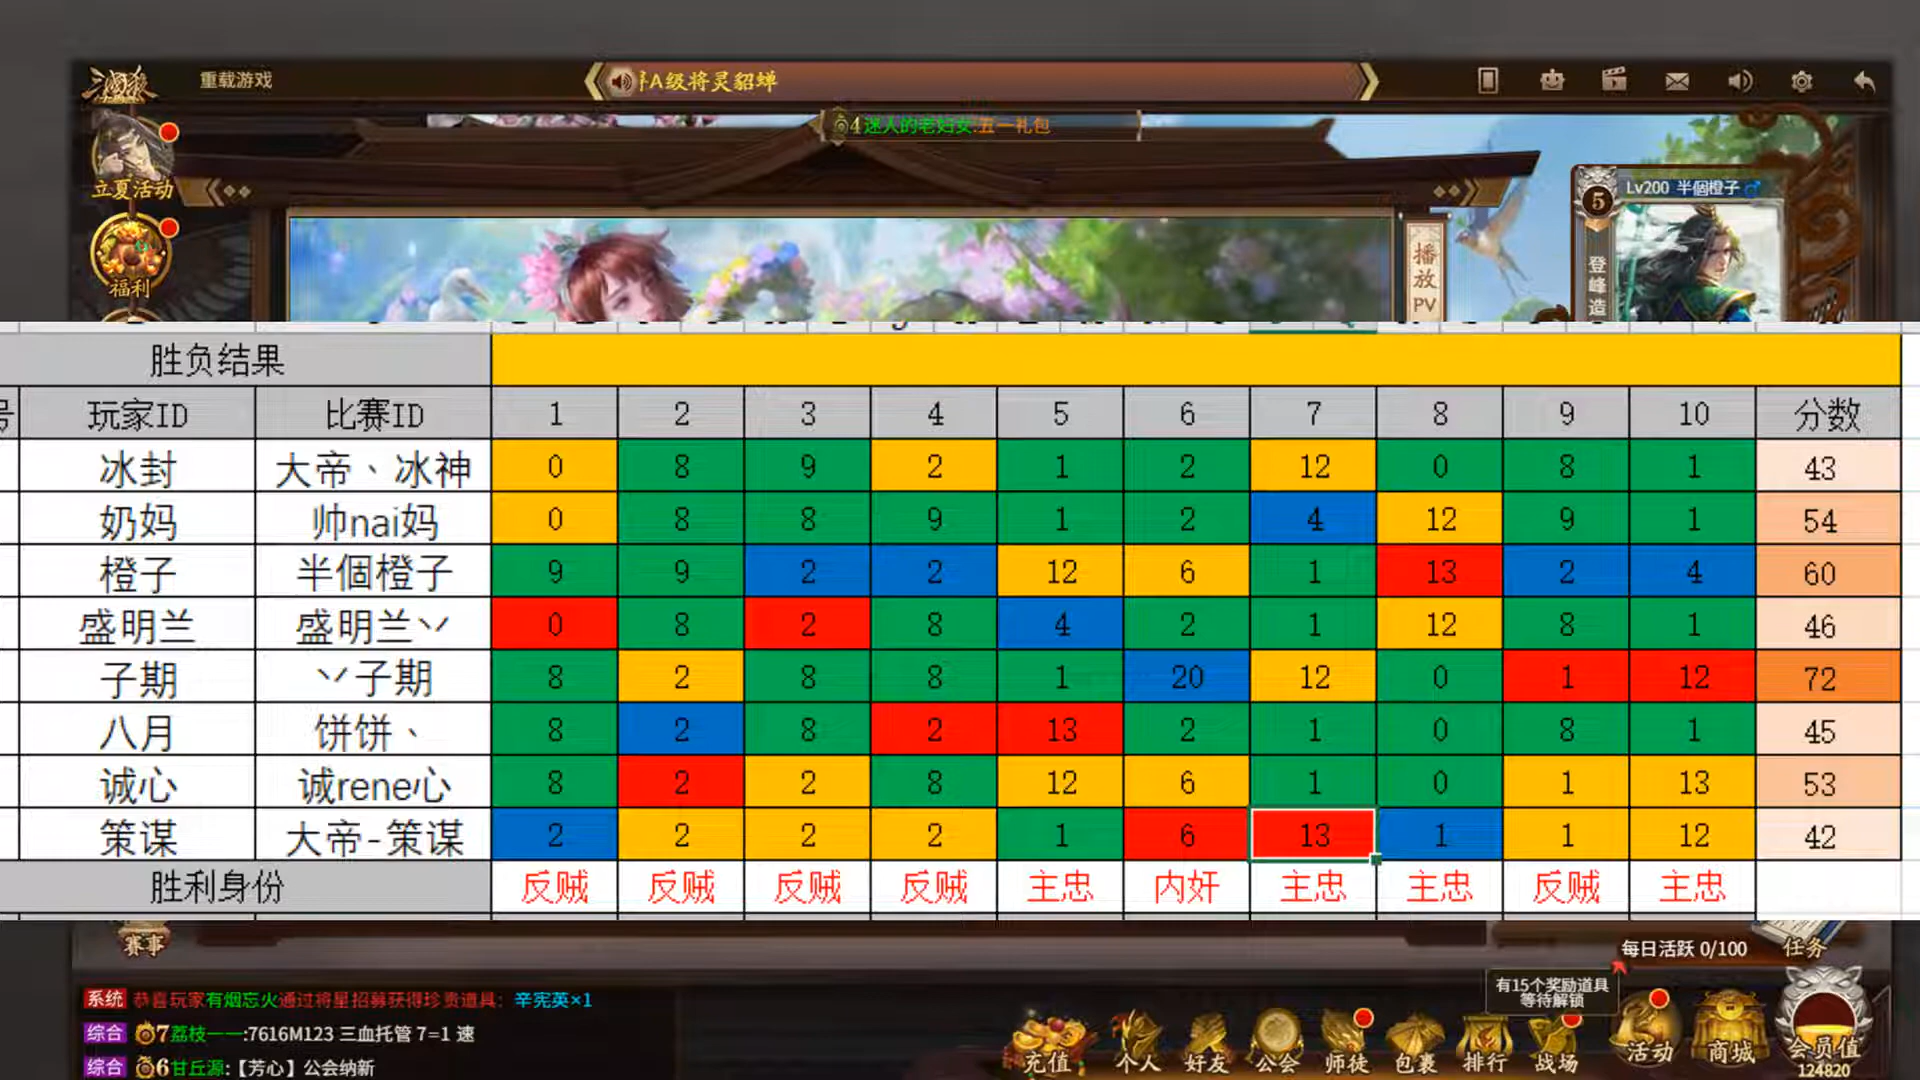 三国杀
重载游戏
A级将灵貂蝉
4 迷人的老妇女:五一礼包
立夏活动
福利
播放PV
5
Lv200 半個橙子♂
登峰造
胜负结果
号 玩家ID 比赛ID 1 2 3 4 5 6 7 8 9 10 分数
冰封 大帝丶冰神 0 8 9 2 1 2 12 0 8 1 43
奶妈 帅nai妈 0 8 8 9 1 2 4 12 9 1 54
橙子 半個橙子 9 9 2 2 12 6 1 13 2 4 60
盛明兰 盛明兰丷 0 8 2 8 4 2 1 12 8 1 46
子期 丷子期 8 2 8 8 1 20 12 0 1 12 72
八月 饼饼丶 8 2 8 2 13 2 1 0 8 1 45
诚心 诚rene心 8 2 2 8 12 6 1 0 1 13 53
策谋 大帝-策谋 2 2 2 2 1 6 13 1 1 12 42
胜利身份 反贼 反贼 反贼 反贼 主忠 内奸 主忠 主忠 反贼 主忠
赛事
每日活跃 0/100
任务
有15个奖励道具
等待解锁
系统 恭喜玩家有烟忘火通过将星招募获得珍贵道具：辛宪英×1
综合 7荔枝一一:7616M123 三血托管 7=1 速
综合 6甘丘源:【芳心】公会纳新
充值 个人 好友 公会 师徒 包裹 排行 战场 活动 商城 会员值
124820